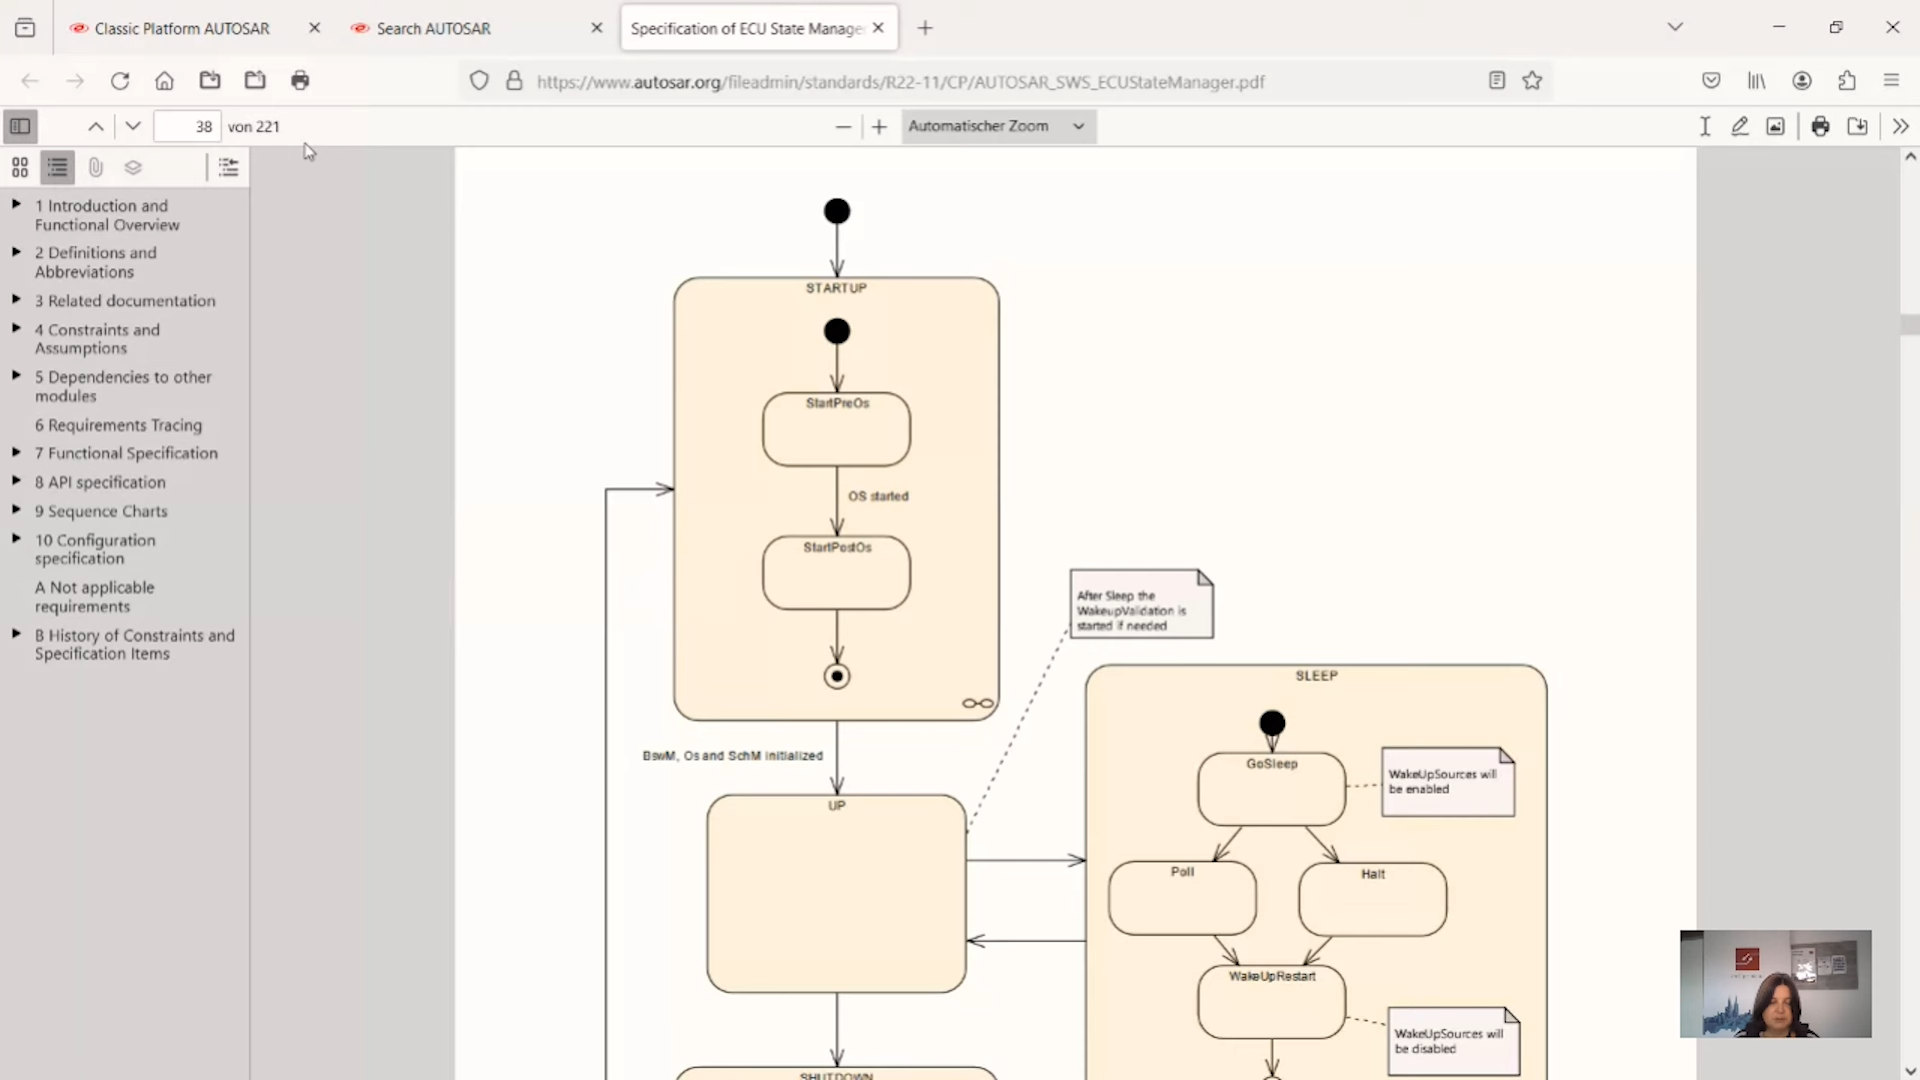 Classic Platform AUTOSAR
Search AUTOSAR
Specification of ECU State Manage
https://www.autosar.org/fileadmin/standards/R22-11/CP/AUTOSAR_SWS_ECUStateManager.pdf
38 von 221
Automatischer Zoom
1 Introduction and
Functional Overview
2 Definitions and
Abbreviations
3 Related documentation
4 Constraints and
Assumptions
5 Dependencies to other
modules
6 Requirements Tracing
7 Functional Specification
8 API specification
9 Sequence Charts
10 Configuration
specification
A Not applicable
requirements
B History of Constraints and
Specification Items
STARTUP
StartPreOs
OS started
StartPostOs
After Sleep the
WakeupValidation is
started if needed
BswM, Os and SchM initialized
UP
SLEEP
GoSleep
WakeUpSources will
be enabled
Poll
Halt
WakeUpRestart
WakeUpSources will
be disabled
SHUTDOWN